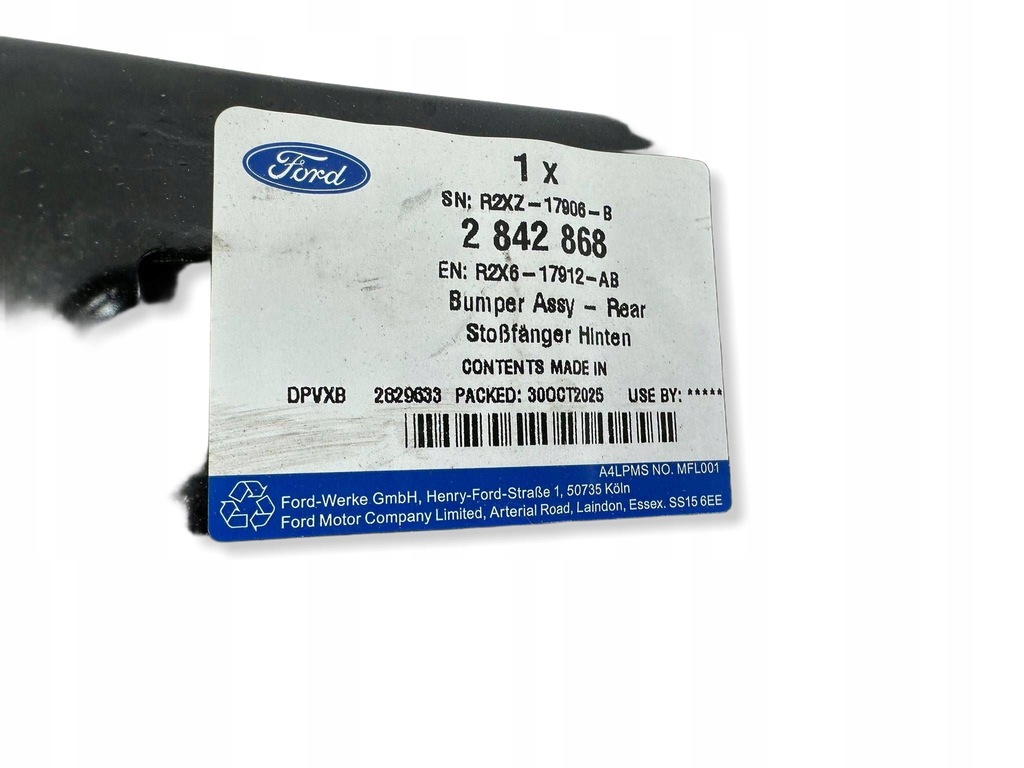 Ford
1 x
SN: R2XZ-17906-B
2 842 868
EN: R2X6-17912-AB
Bumper Assy - Rear
Stoßfänger Hinten
CONTENTS MADE IN
DPVXB 2829633 PACKED: 30OCT2025 USE BY: *****
A4LPMS NO. MFL001
Ford-Werke GmbH, Henry-Ford-Straße 1, 50735 Köln
Ford Motor Company Limited, Arterial Road, Laindon, Essex. SS15 6EE